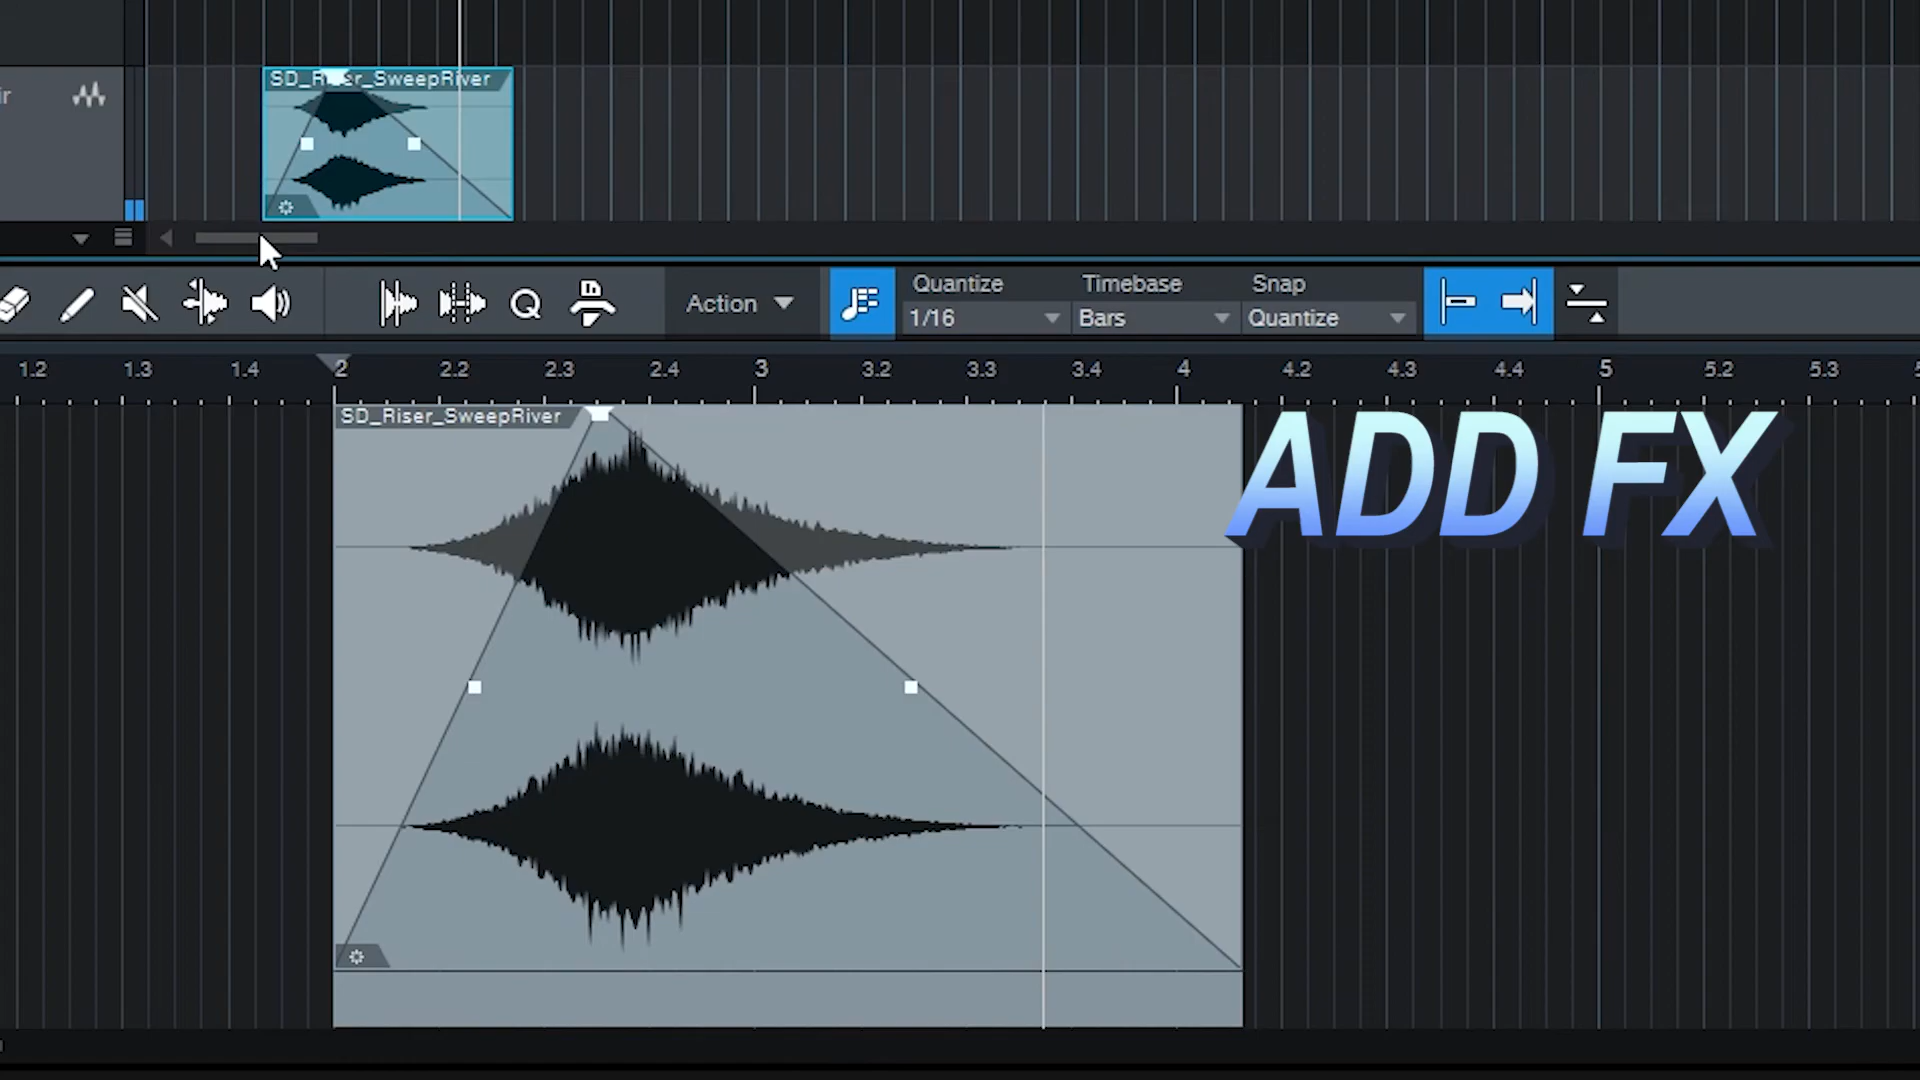 SD_Riser_SweepRiver
ir
Action
Quantize
1/16
Timebase
Bars
Snap
Quantize
1.2 1.3 1.4 2 2.2 2.3 2.4 3 3.2 3.3 3.4 4 4.2 4.3 4.4 5 5.2 5.3
SD_Riser_SweepRiver
ADD FX